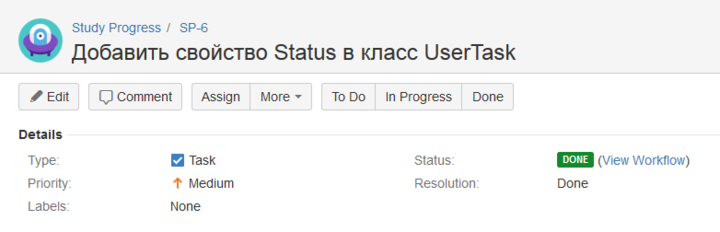 Study Progress / SP-6
Добавить свойство Status в класс UserTask
Edit Comment Assign More To Do In Progress Done
Details
Type: Task Status: DONE (View Workflow)
Priority: Medium Resolution: Done
Labels: None